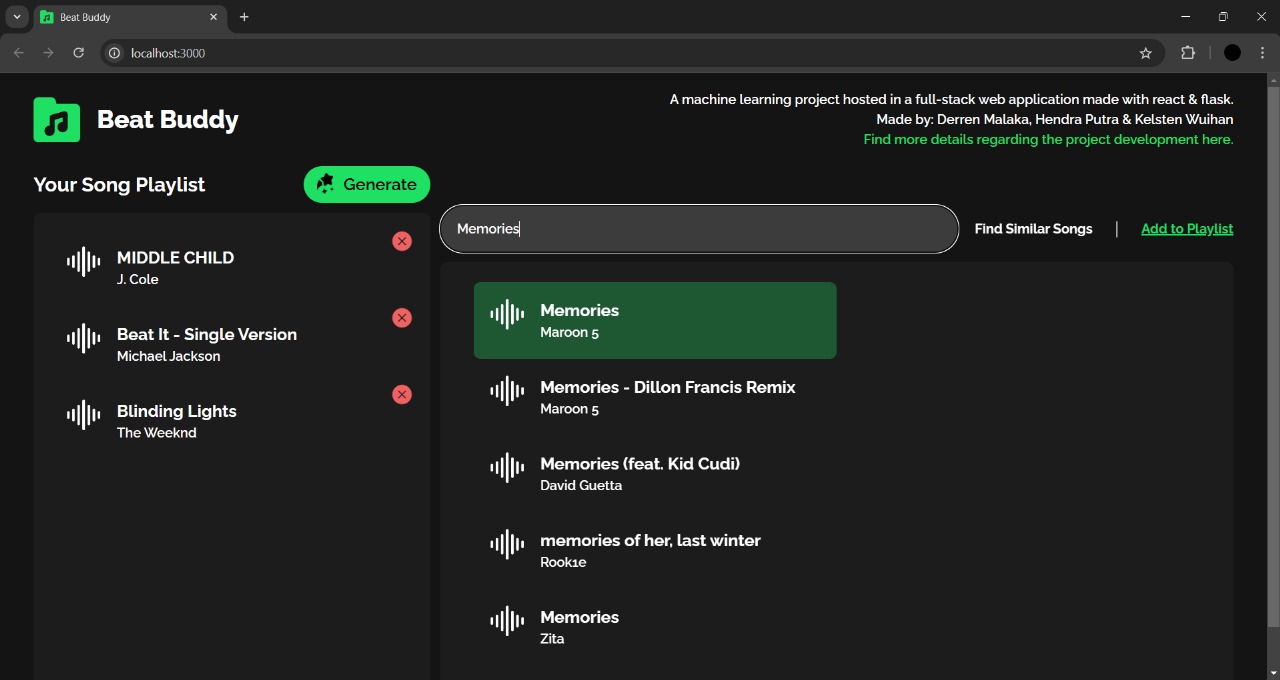 Beat Buddy
localhost:3000
Beat Buddy
A machine learning project hosted in a full-stack web application made with react & flask.
Made by: Derren Malaka, Hendra Putra & Kelsten Wuihan
Find more details regarding the project development here.
Your Song Playlist
Generate
MIDDLE CHILD
J. Cole
Beat It - Single Version
Michael Jackson
Blinding Lights
The Weeknd
Memories
Find Similar Songs | Add to Playlist
Memories
Maroon 5
Memories - Dillon Francis Remix
Maroon 5
Memories (feat. Kid Cudi)
David Guetta
memories of her, last winter
Rook1e
Memories
Zita